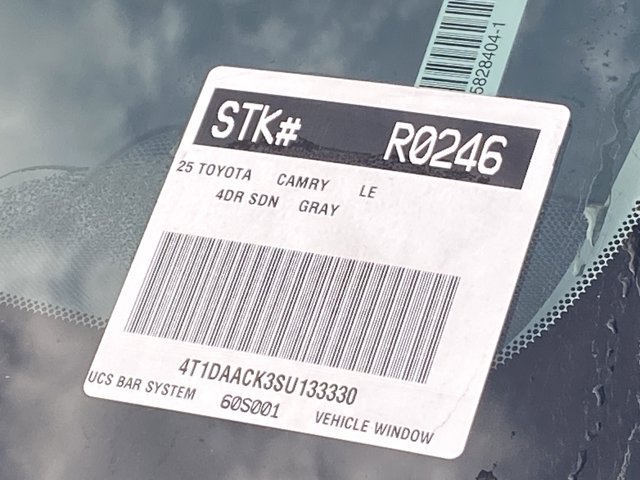 5828404-1
STK# R0246
25 TOYOTA CAMRY LE
4DR SDN GRAY
4T1DAACK3SU133330
UCS BAR SYSTEM 60S001 VEHICLE WINDOW